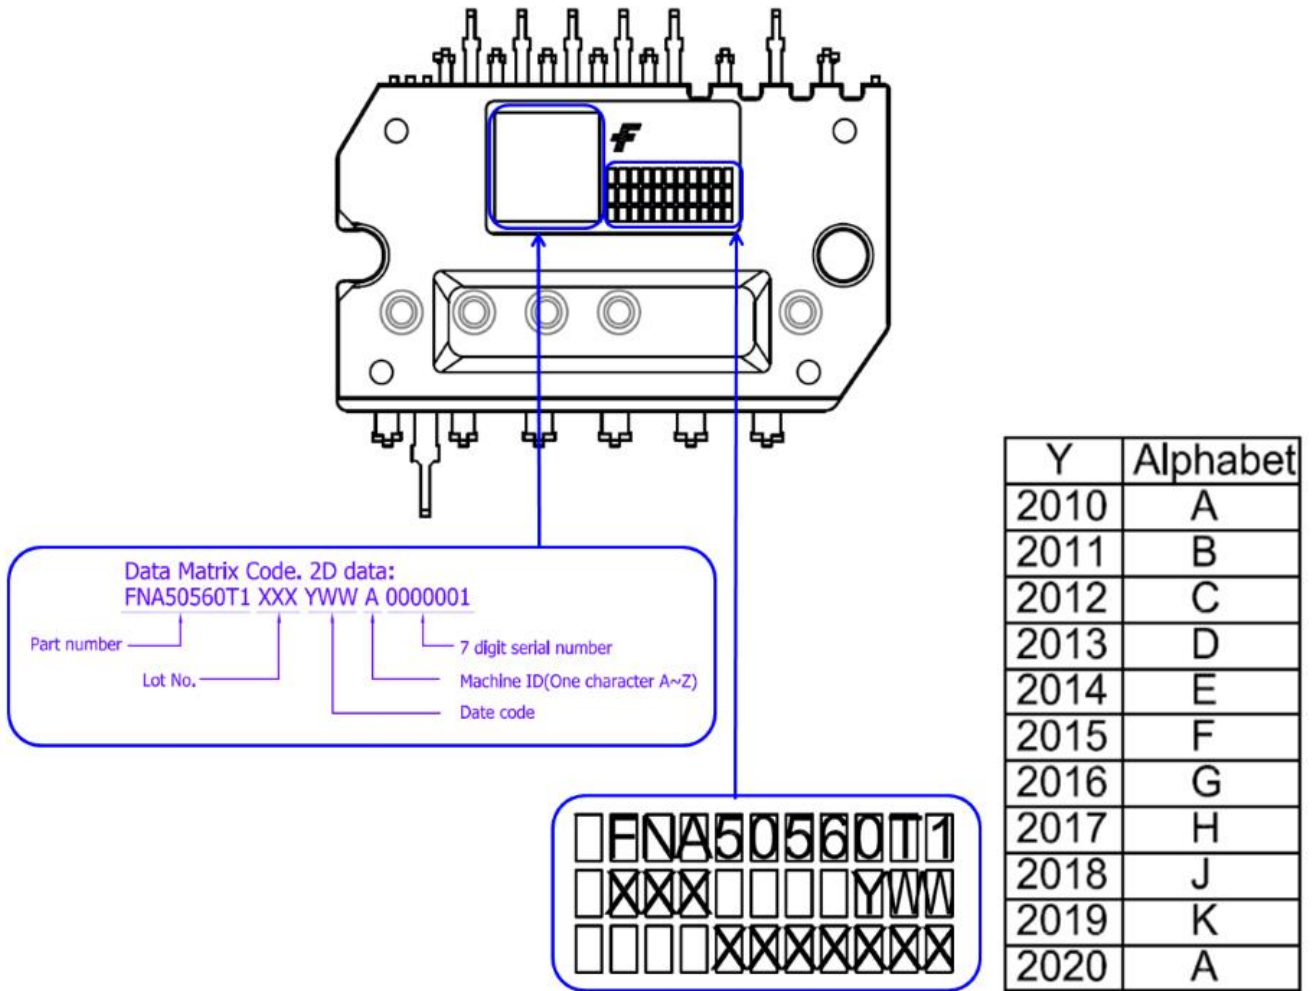 Data Matrix Code. 2D data:
FNA50560T1 XXX YWW A 0000001
Part number
7 digit serial number
Lot No.
Machine ID(One character A~Z)
Date code
FNA50560T1
XXX YWW
XXXXXXX
Y Alphabet
2010 A
2011 B
2012 C
2013 D
2014 E
2015 F
2016 G
2017 H
2018 J
2019 K
2020 A